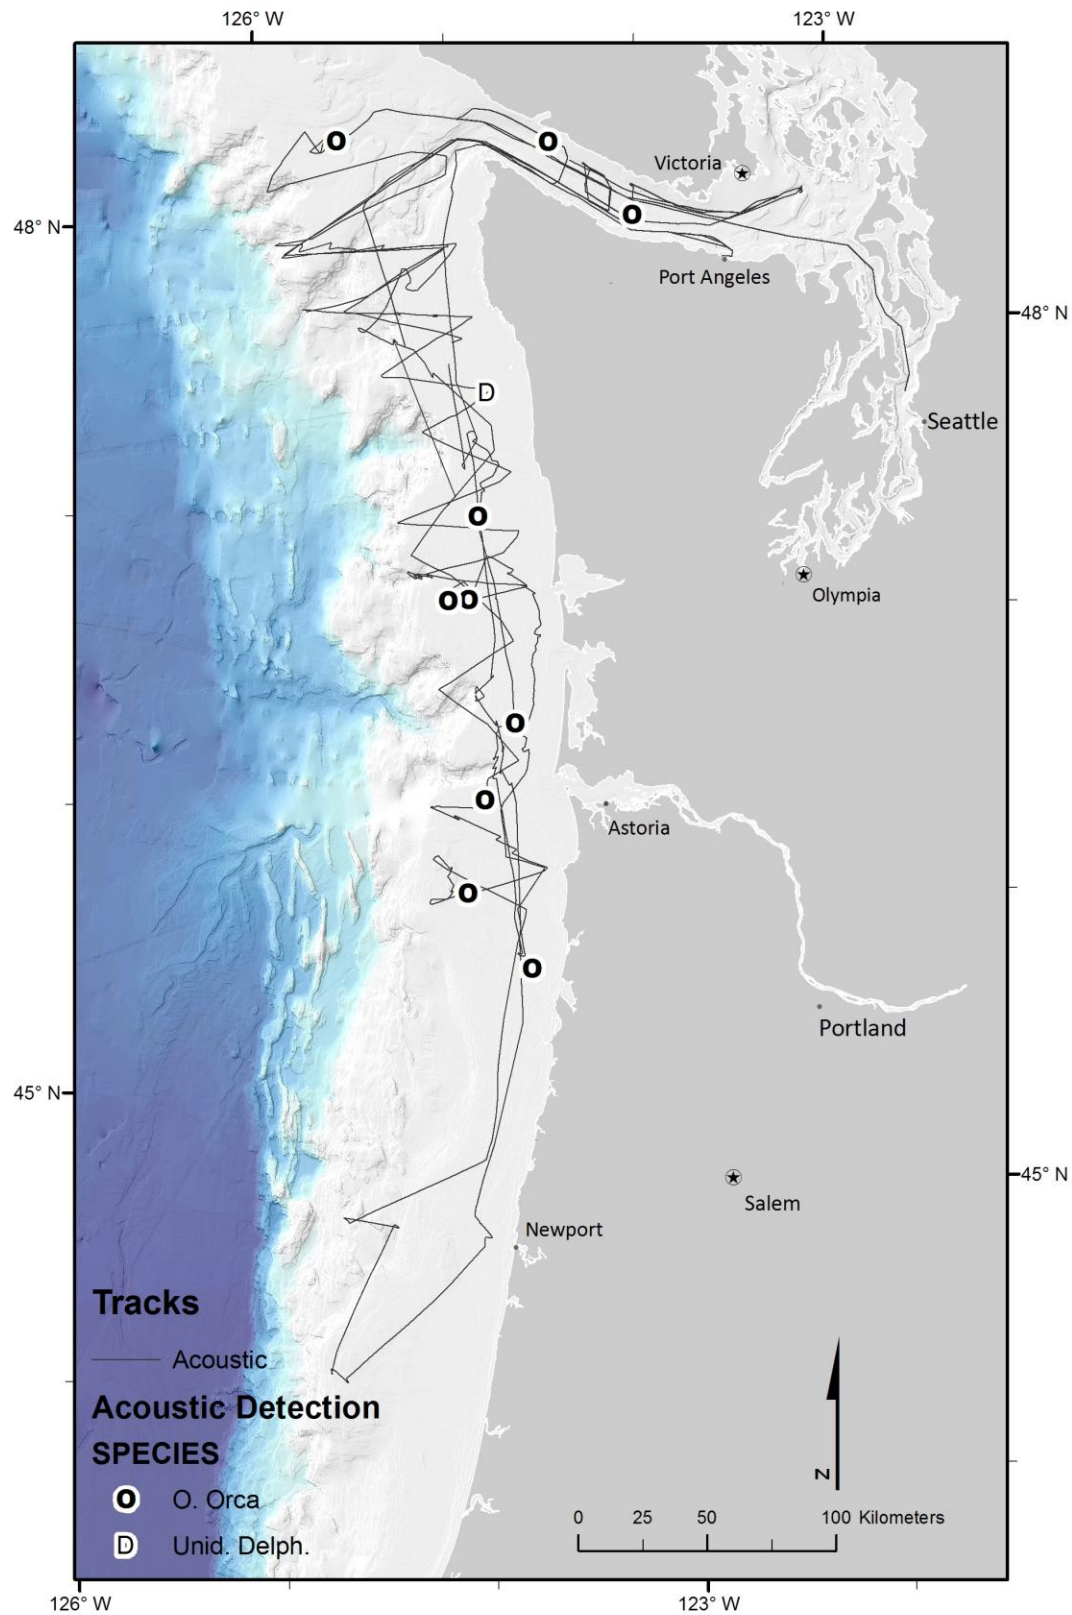 126° W
123° W
Victoria
48° N
Port Angeles
48° N
D
Seattle
O
O
O
O
OO
Olympia
O
O
Astoria
O
O
Portland
45° N
45° N
Salem
Newport
Tracks
Acoustic
Acoustic Detection
SPECIES
O O. Orca
D Unid. Delph.
N
0 25 50 100 Kilometers
126° W
123° W